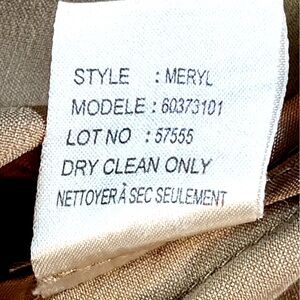 STYLE : MERYL
MODELE : 60373101
LOT NO : 57555
DRY CLEAN ONLY
NETTOYER À SEC SEULEMENT